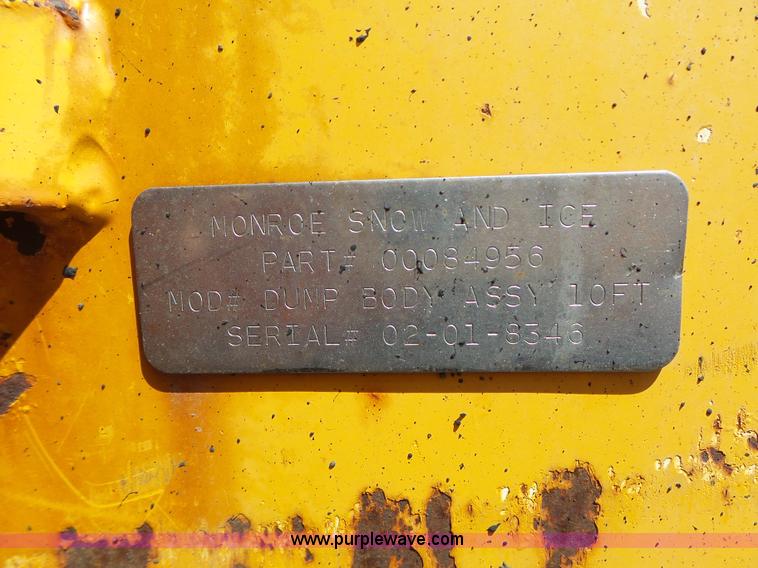 MONROE SNOW AND ICE
PART# 00084956
MOD# DUMP BODY ASSY 10FT
SERIAL# 02-01-8346
www.purplewave.com